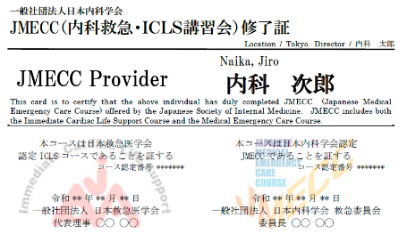 一般社団法人日本内科学会
JMECC(内科救急・ICLS講習会)修了証
Location / Tokyo Director / 内科 太郎
Naika, Jiro
JMECC Provider 内科 次郎
This card is to certify that the above individual has duly completed JMECC (Japanese Medical
Emergency Care Course) offered by the Japanese Society of Internal Medicine. JMECC includes both
the Immediate Cardiac Life Support Course and the Medical Emergency Care Course.
本コースは日本救急医学会
認定 ICLS コースであることを証する
コース認定番号 *******
令和 ** 年 ** 月 ** 日
一般社団法人 日本救急医学会
代表理事 ○○ ○○
Immediate Cardiac Life Support
本コースは日本内科学会認定
JMECC であることを証する
コース認定番号 *******
令和 ** 年 ** 月 ** 日
一般社団法人 日本内科学会 救急委員会
委員長 ○○ ○○
MEDICAL
EMERGENCY
CARE
COURSE
JMECC